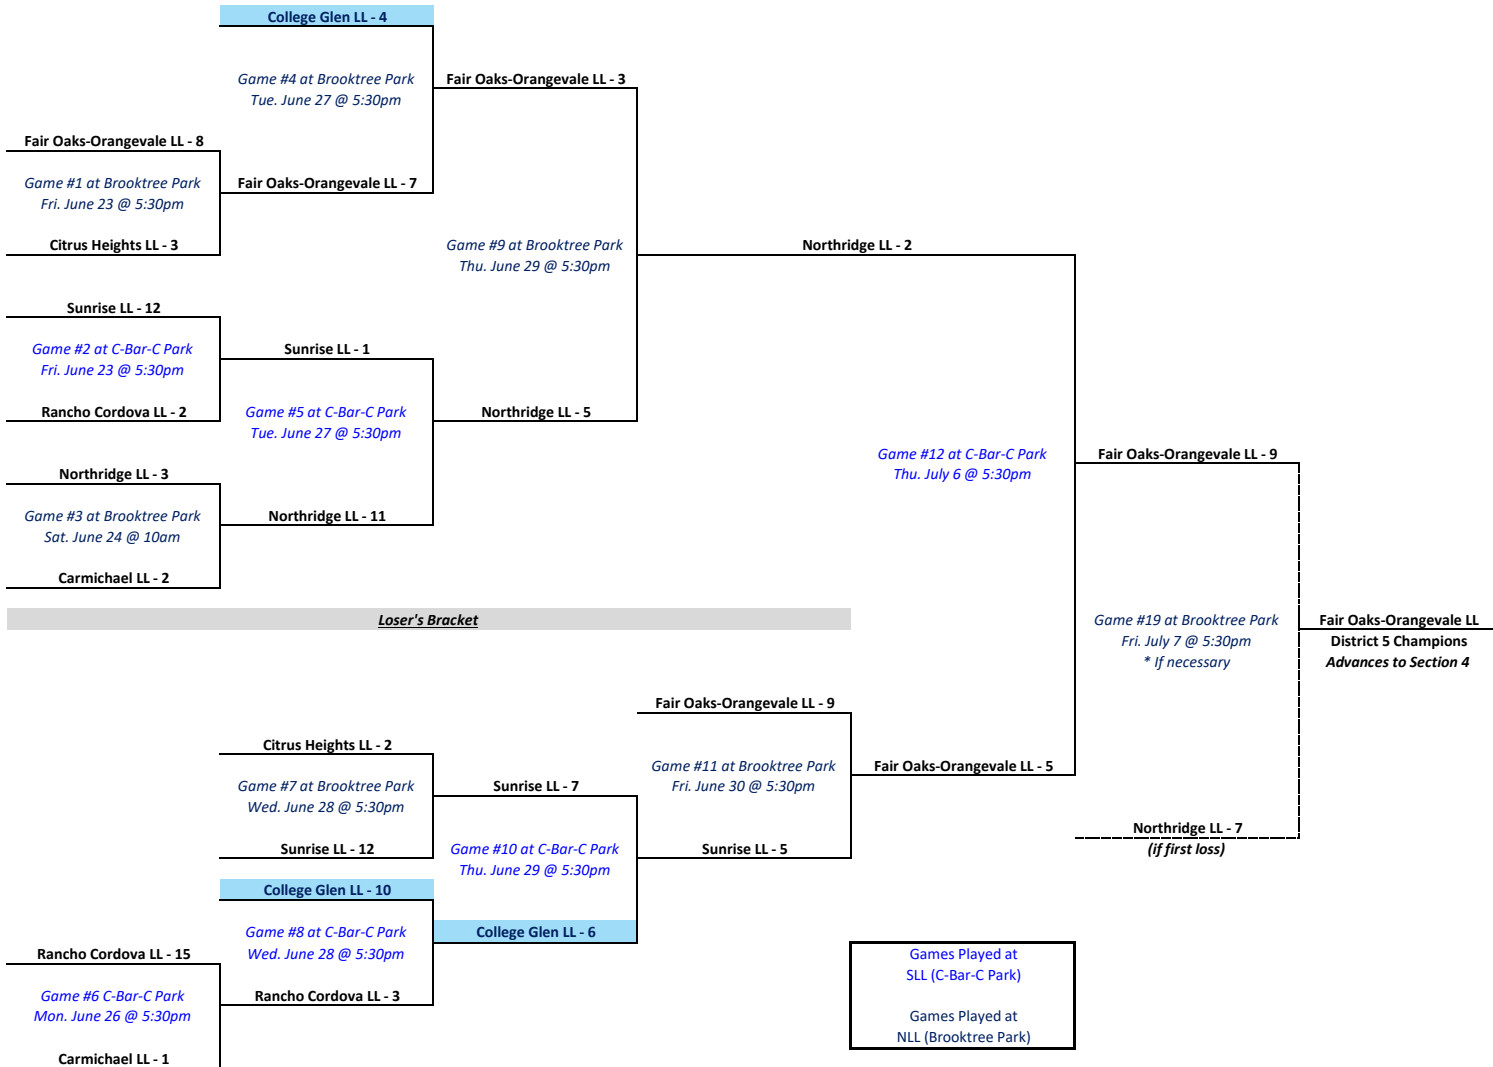 College Glen LL - 4
Game #4 at Brooktree Park
Tue. June 27 @ 5:30pm
Fair Oaks-Orangevale LL - 3
Fair Oaks-Orangevale LL - 8
Game #1 at Brooktree Park
Fri. June 23 @ 5:30pm
Fair Oaks-Orangevale LL - 7
Citrus Heights LL - 3
Game #9 at Brooktree Park
Thu. June 29 @ 5:30pm
Northridge LL - 2
Sunrise LL - 12
Game #2 at C-Bar-C Park
Fri. June 23 @ 5:30pm
Sunrise LL - 1
Rancho Cordova LL - 2
Game #5 at C-Bar-C Park
Tue. June 27 @ 5:30pm
Northridge LL - 5
Game #12 at C-Bar-C Park
Thu. July 6 @ 5:30pm
Fair Oaks-Orangevale LL - 9
Northridge LL - 3
Game #3 at Brooktree Park
Sat. June 24 @ 10am
Northridge LL - 11
Carmichael LL - 2
Loser's Bracket
Game #19 at Brooktree Park
Fri. July 7 @ 5:30pm
* If necessary
Fair Oaks-Orangevale LL
District 5 Champions
Advances to Section 4
Fair Oaks-Orangevale LL - 9
Citrus Heights LL - 2
Game #7 at Brooktree Park
Wed. June 28 @ 5:30pm
Sunrise LL - 7
Game #11 at Brooktree Park
Fri. June 30 @ 5:30pm
Fair Oaks-Orangevale LL - 5
Sunrise LL - 12
Game #10 at C-Bar-C Park
Thu. June 29 @ 5:30pm
Sunrise LL - 5
Northridge LL - 7
(if first loss)
College Glen LL - 10
Game #8 at C-Bar-C Park
Wed. June 28 @ 5:30pm
College Glen LL - 6
Rancho Cordova LL - 15
Game #6 C-Bar-C Park
Mon. June 26 @ 5:30pm
Rancho Cordova LL - 3
Carmichael LL - 1
Games Played at
SLL (C-Bar-C Park)
Games Played at
NLL (Brooktree Park)